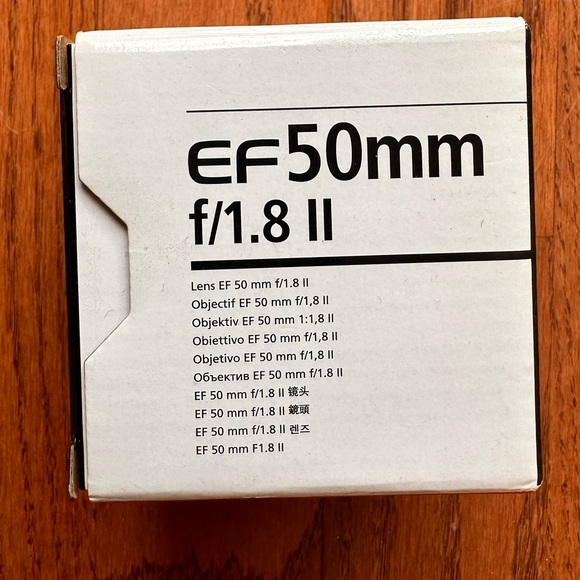 EF50mm
f/1.8 II
Lens EF 50 mm f/1.8 II
Objectif EF 50 mm f/1,8 II
Objektiv EF 50 mm 1:1,8 II
Obiettivo EF 50 mm f/1,8 II
Objetivo EF 50 mm f/1,8 II
Объектив EF 50 mm f/1.8 II
EF 50 mm f/1.8 II 镜头
EF 50 mm f/1.8 II 鏡頭
EF 50 mm f/1.8 II 렌즈
EF 50 mm F1.8 II